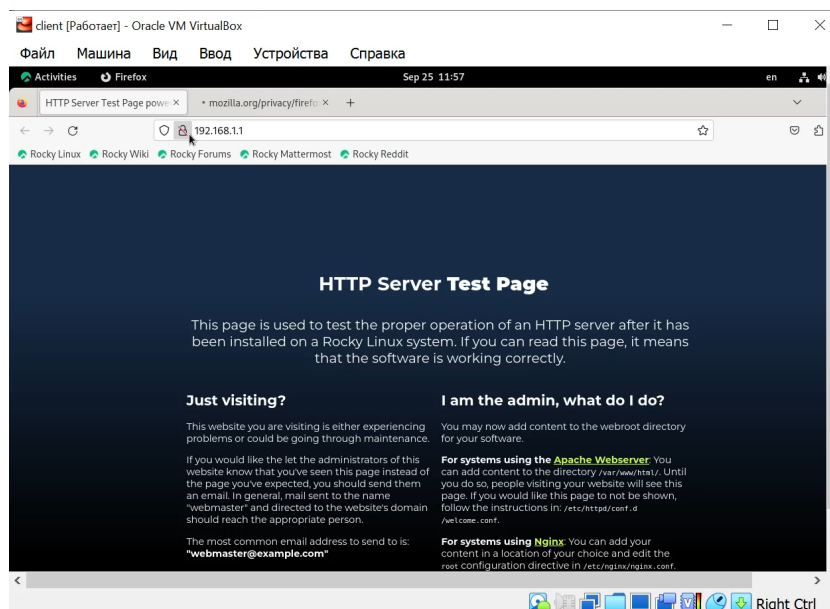 client [Работает] - Oracle VM VirtualBox
Файл Машина Вид Ввод Устройства Справка
Activities Firefox Sep 25 11:57 en
HTTP Server Test Page powe × • mozilla.org/privacy/firefo × +
192.168.1.1
Rocky Linux Rocky Wiki Rocky Forums Rocky Mattermost Rocky Reddit
HTTP Server Test Page
This page is used to test the proper operation of an HTTP server after it has
been installed on a Rocky Linux system. If you can read this page, it means
that the software is working correctly.
Just visiting?
This website you are visiting is either experiencing
problems or could be going through maintenance.
If you would like the let the administrators of this
website know that you've seen this page instead of
the page you've expected, you should send them
an email. In general, mail sent to the name
"webmaster" and directed to the website's domain
should reach the appropriate person.
The most common email address to send to is:
"webmaster@example.com"
I am the admin, what do I do?
You may now add content to the webroot directory
for your software.
For systems using the Apache Webserver: You
can add content to the directory /var/www/html/. Until
you do so, people visiting your website will see this
page. If you would like this page to not be shown,
follow the instructions in: /etc/httpd/conf.d
/welcome.conf.
For systems using Nginx: You can add your
content in a location of your choice and edit the
root configuration directive in /etc/nginx/nginx.conf.
Right Ctrl